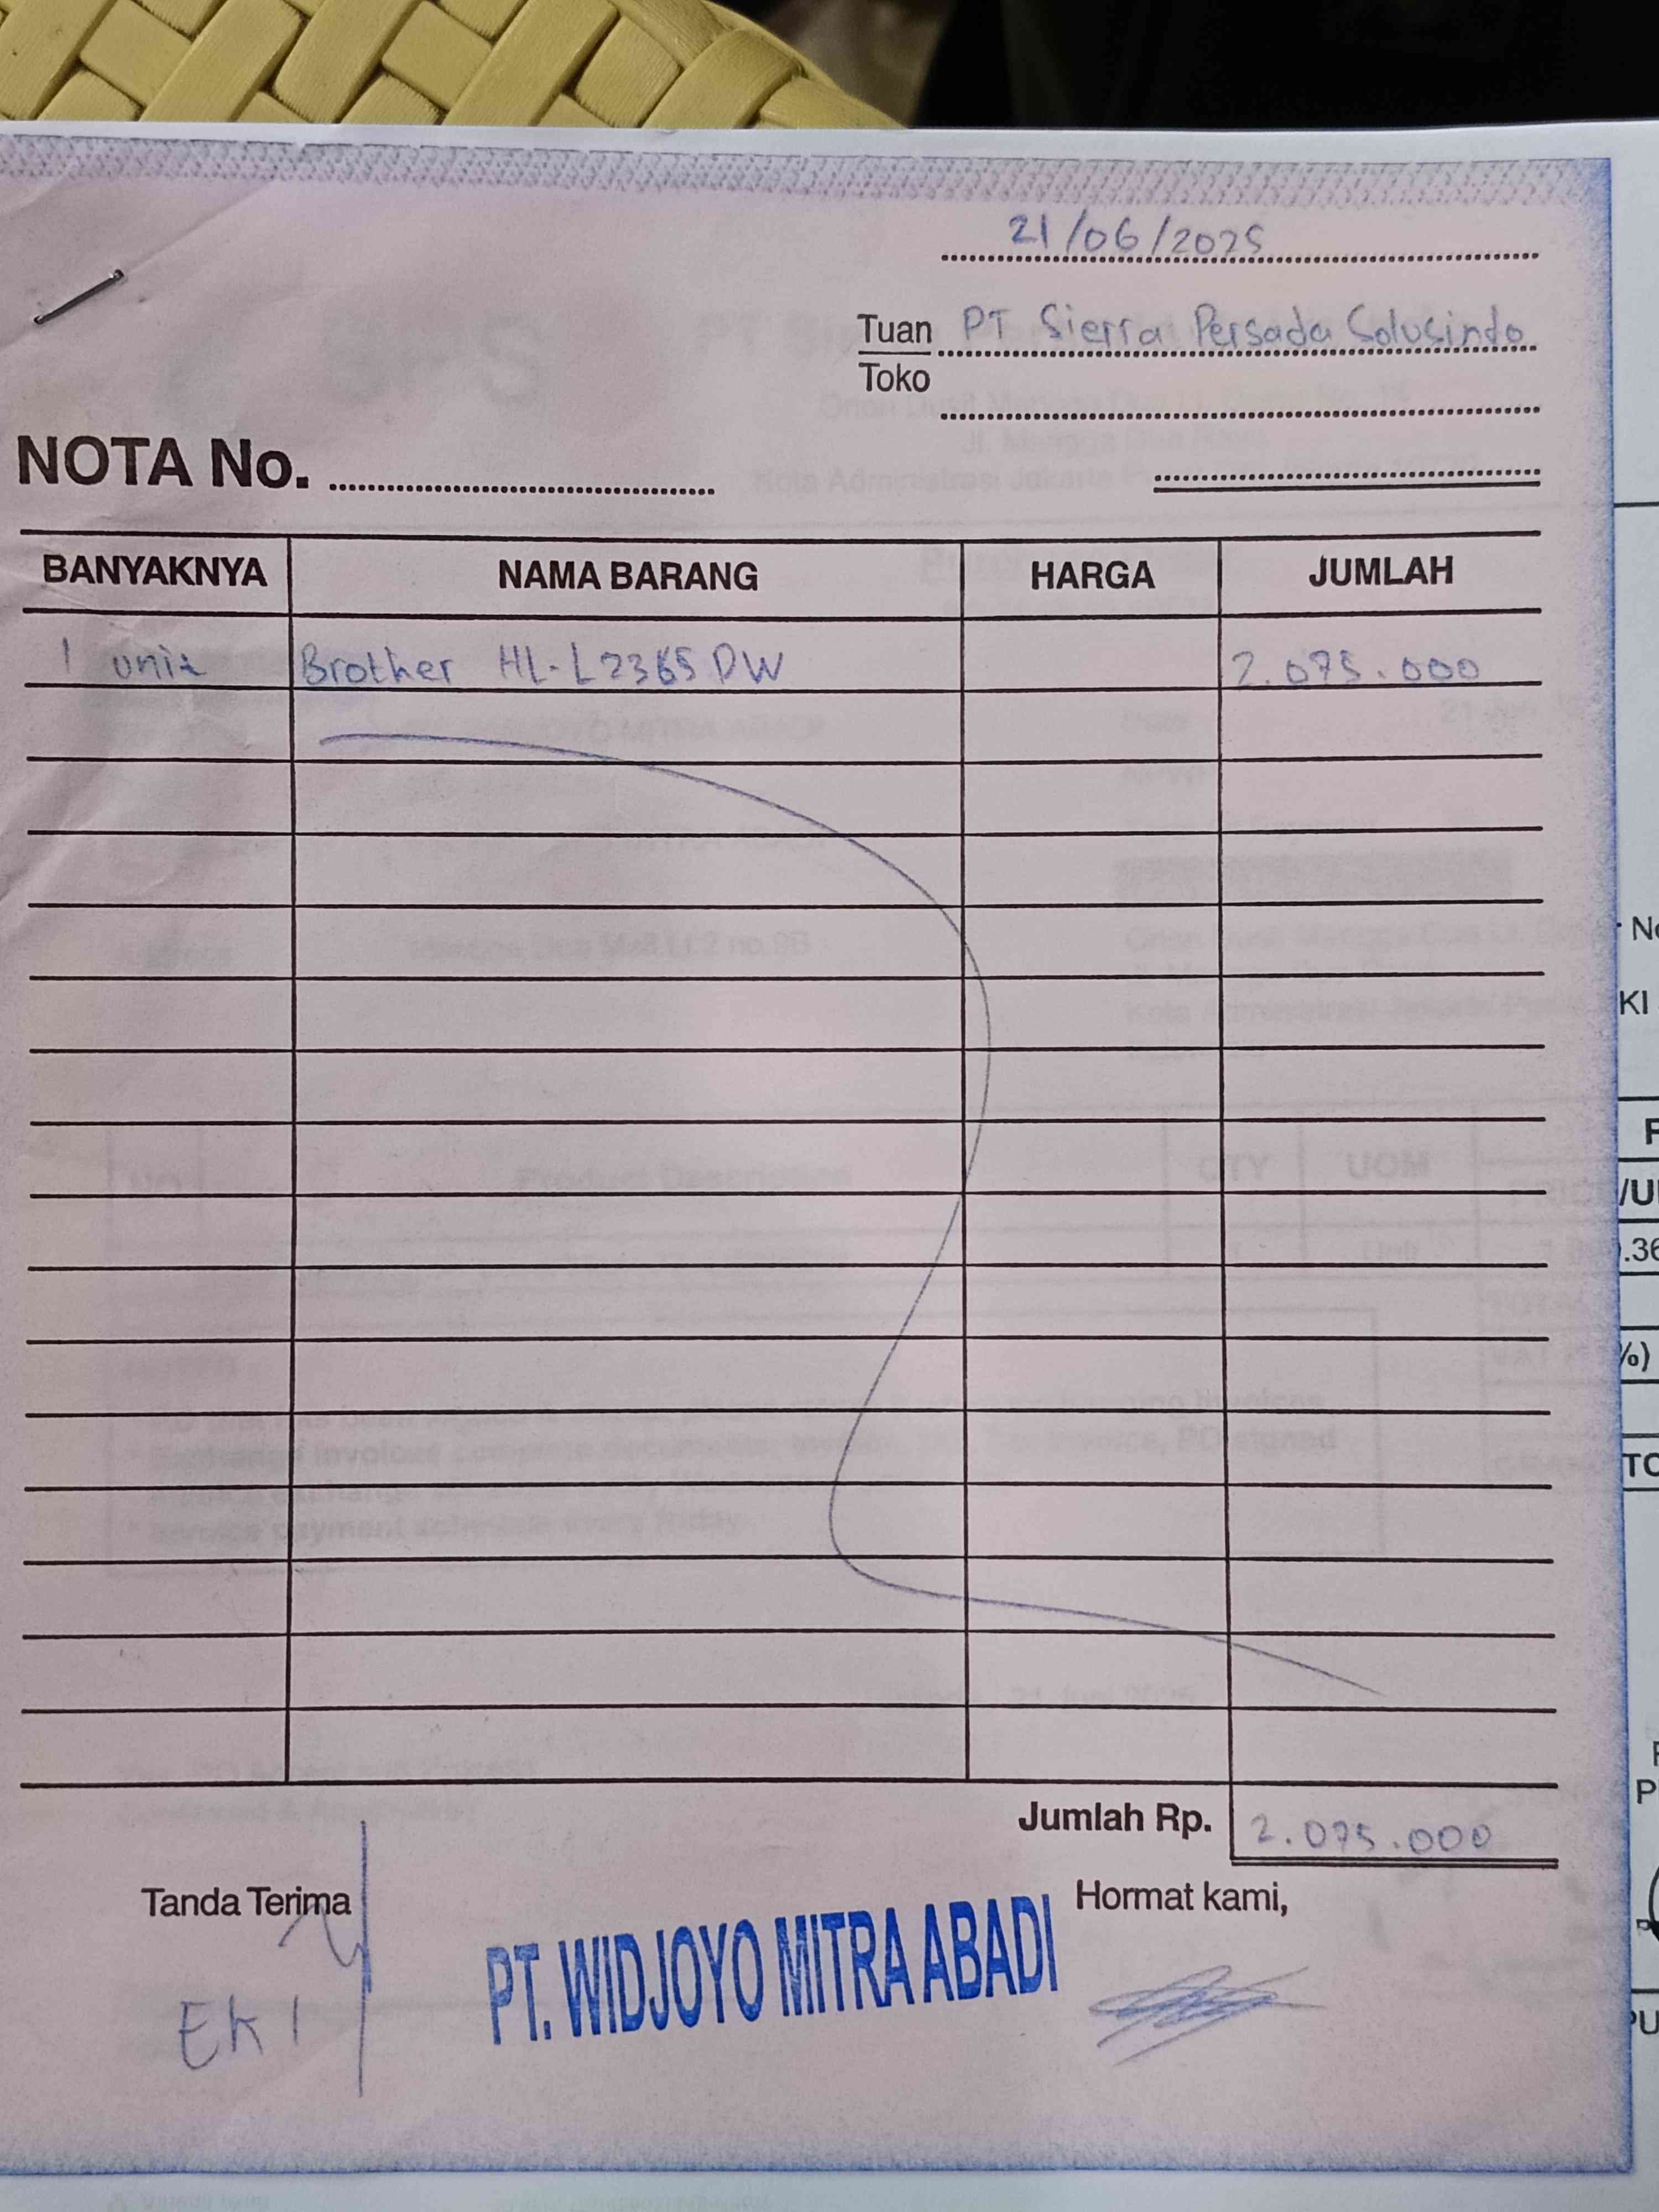 21/06/2025
Tuan PT Sierra Persada Solusindo
Toko
NOTA No.
BANYAKNYA NAMA BARANG HARGA JUMLAH
1 unit Brother HL-L2365DW 2.075.000
Jumlah Rp. 2.075.000
Tanda Terima Hormat kami,
EKI PT. WIDJOYO MITRA ABADI